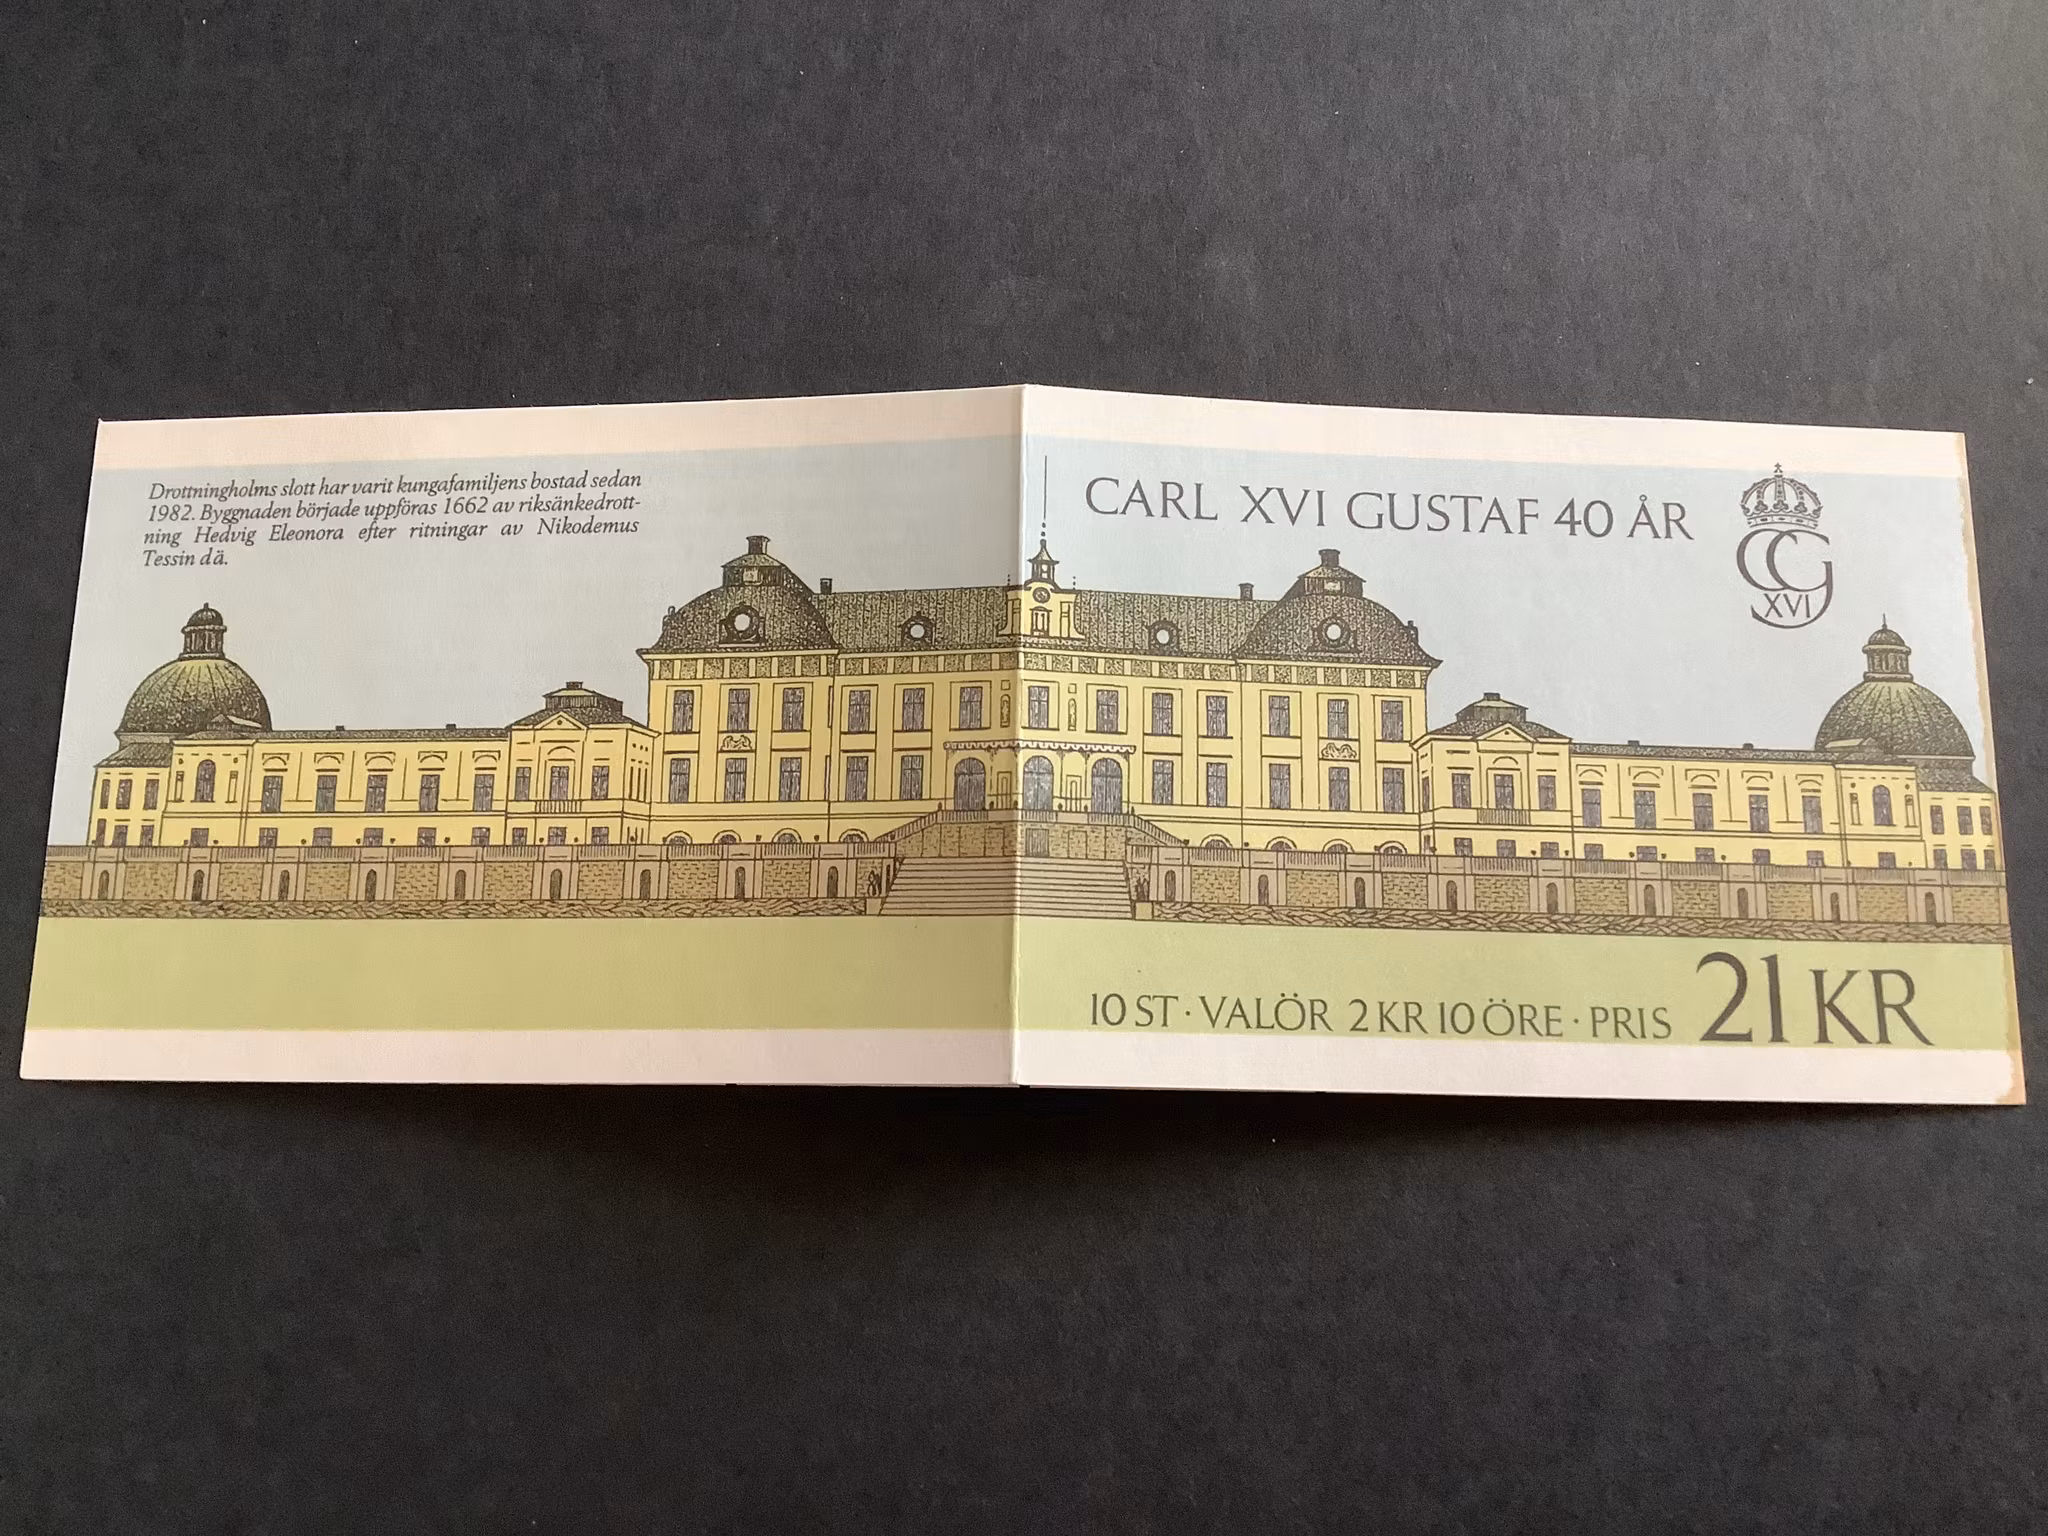 Drottningholms slott har varit kungafamiljens bostad sedan
1982. Byggnaden började uppföras 1662 av riksänkedrott-
ning Hedvig Eleonora efter ritningar av Nikodemus
Tessin d ä.
CARL XVI GUSTAF 40 ÅR
CG
XVI
10 ST · VALÖR 2 KR 10 ÖRE · PRIS 21 KR